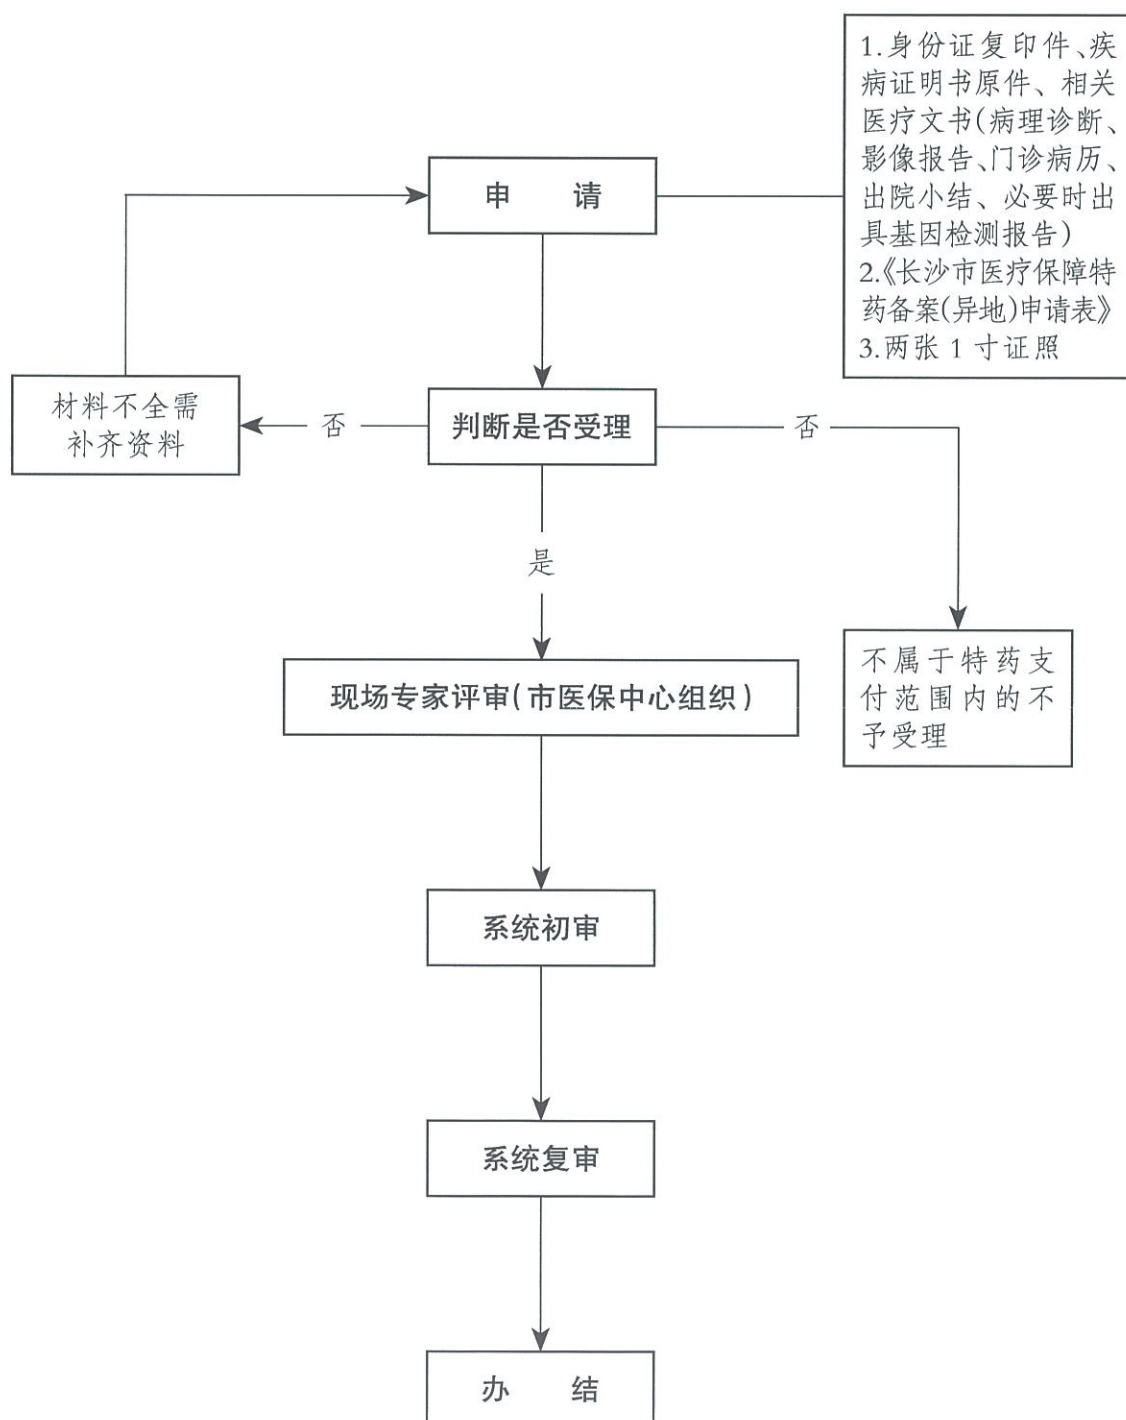 1.身份证复印件、疾
病证明书原件、相关
医疗文书(病理诊断、
影像报告、门诊病历、
出院小结、必要时出
具基因检测报告)
2.《长沙市医疗保障特
药备案(异地)申请表》
3.两张 1 寸证照
申 请
材料不全需
补齐资料
否
判断是否受理
否
是
现场专家评审(市医保中心组织)
不属于特药支
付范围内的不
予受理
系统初审
系统复审
办 结